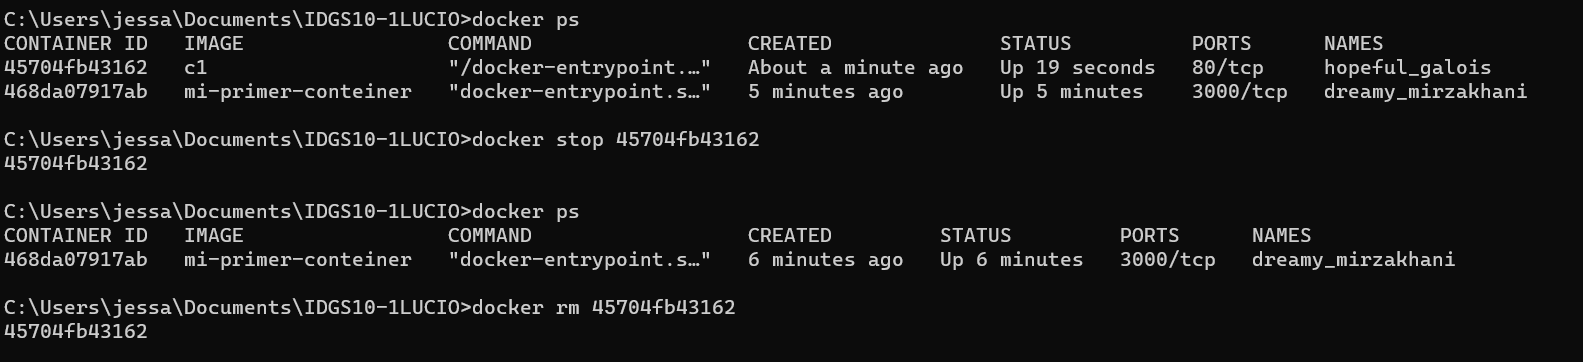 C:\Users\jessa\Documents\IDGS10-1LUCIO>docker ps
CONTAINER ID   IMAGE                 COMMAND                  CREATED              STATUS          PORTS      NAMES
45704fb43162   c1                    "/docker-entrypoint.…"   About a minute ago   Up 19 seconds   80/tcp     hopeful_galois
468da07917ab   mi-primer-conteiner   "docker-entrypoint.s…"   5 minutes ago        Up 5 minutes    3000/tcp   dreamy_mirzakhani
C:\Users\jessa\Documents\IDGS10-1LUCIO>docker stop 45704fb43162
45704fb43162
C:\Users\jessa\Documents\IDGS10-1LUCIO>docker ps
CONTAINER ID   IMAGE                 COMMAND                  CREATED         STATUS         PORTS      NAMES
468da07917ab   mi-primer-conteiner   "docker-entrypoint.s…"   6 minutes ago   Up 6 minutes   3000/tcp   dreamy_mirzakhani
C:\Users\jessa\Documents\IDGS10-1LUCIO>docker rm 45704fb43162
45704fb43162